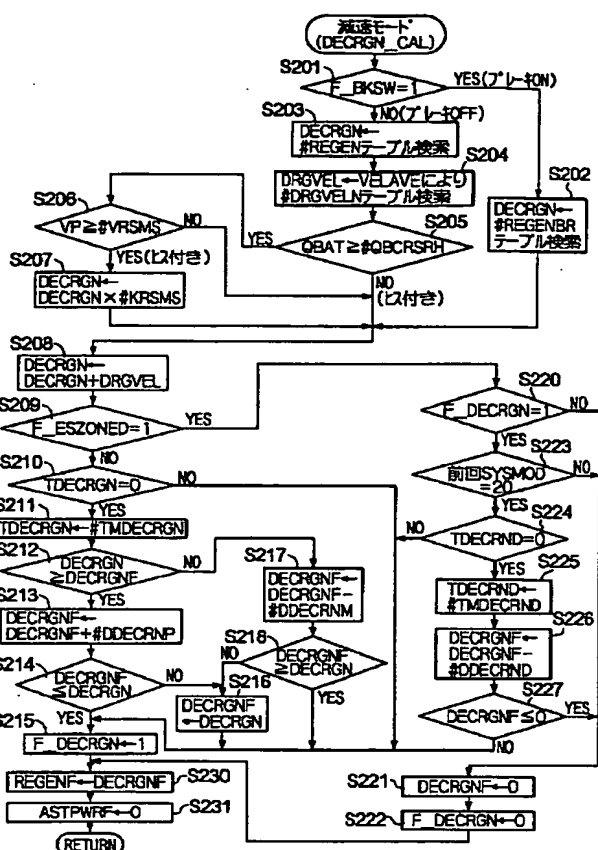 減速モード
(DECRGN_CAL)
S201
F_BKSW=1
YES(ブレーキON)
S203
NO(ブレーキOFF)
DECRGN←
#REGENテーブル検索
S204
DRGVEL←VELAVEにより
#DRGVELNテーブル検索
S202
DECRGN←
#REGENBR
テーブル検索
S206
VP≥#VRSMS
NO
YES
S205
QBAT≥#QBCRSRH
S207
YES(ヒス付き)
NO
(ヒス付き)
DECRGN←
DECRGN×#KRSMS
S208
DECRGN←
DECRGN+DRGVEL
S209
F_ESZONED=1
YES
S220
F_DECRGN=1
NO
NO
YES
S210
TDECRGN=0
NO
S223
前回SYSMOD
=20
NO
YES
YES
S211
TDECRGN←#TMDECRGN
S224
TDECRND=0
NO
S212
DECRGN
≥DECRGNF
NO
S217
DECRGNF←
DECRGNF-
#DDECRNM
YES
S225
TDECRND←
#TMDECRND
YES
S213
DECRGNF←
DECRGNF+#DDECRNP
S226
DECRGNF←
DECRGNF-
#DDECRND
S218
DECRGNF
≥DECRGN
NO
YES
S214
DECRGNF
≤DECRGN
NO
S216
DECRGNF
←DECRGN
S227
DECRGNF≤0
YES
NO
YES
S215
F_DECRGN←1
REGENF←DECRGNF
S230
S221
DECRGNF←0
ASTPWRF←0
S231
S222
F_DECRGN←0
RETURN